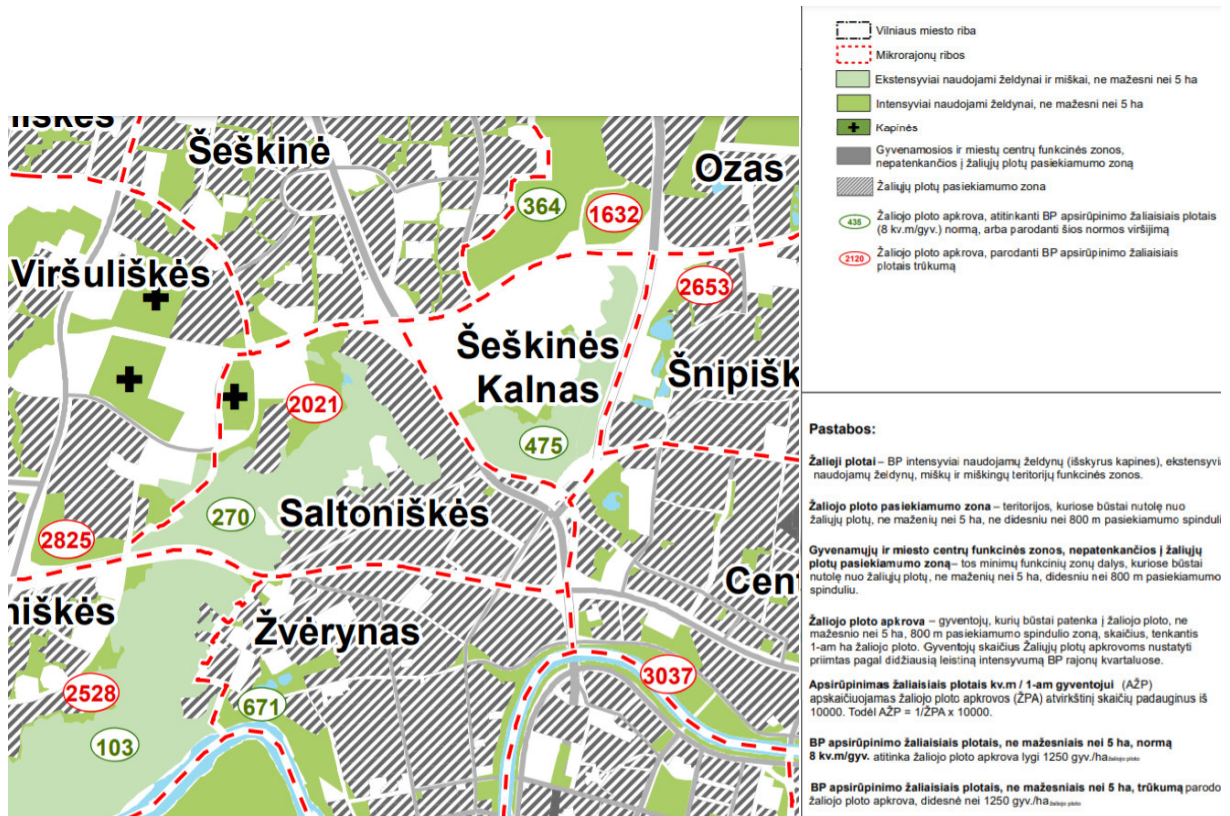 Vilniaus miesto riba
Mikrorajonų ribos
Ekstensyviai naudojami želdynai ir miškai, ne mažesni nei 5 ha
Intensyviai naudojami želdynai, ne mažesni nei 5 ha
Kapinės
Gyvenamosios ir miestų centrų funkcinės zonos,
nepatenkančios į žaliųjų plotų pasiekiamumo zoną
Žaliųjų plotų pasiekiamumo zona
435
Žaliojo ploto apkrova, atitinkanti BP apsirūpinimo žaliaisiais plotais
(8 kv.m/gyv.) normą, arba parodanti šios normos viršijimą
2120
Žaliojo ploto apkrova, parodanti BP apsirūpinimo žaliaisiais
plotais trūkumą
Šeškinė
Ozas
364
1632
Viršuliškės
2653
Šeškinės
Kalnas
Šnipišk
2021
475
270
Saltoniškės
2825
Cent
niškės
Žvėrynas
2528
3037
671
103
Pastabos:
Žalieji plotai – BP intensyviai naudojamų želdynų (išskyrus kapines), ekstensyvia
naudojamų želdynų, miškų ir miškingų teritorijų funkcinės zonos.
Žaliojo ploto pasiekiamumo zona – teritorijos, kuriose būstai nutolę nuo
žaliųjų plotų, ne maženių nei 5 ha, ne didesniu nei 800 m pasiekiamumo spinduli
Gyvenamųjų ir miesto centrų funkcinės zonos, nepatenkančios į žaliųjų
plotų pasiekiamumo zoną – tos minimų funkcinių zonų dalys, kuriose būstai
nutolę nuo žaliųjų plotų, ne maženių nei 5 ha, didesniu nei 800 m pasiekiamumo
spinduliu.
Žaliojo ploto apkrova – gyventojų, kurių būstai patenka į žaliojo ploto, ne
mažesnio nei 5 ha, 800 m pasiekiamumo spindulio zoną, skaičius, tenkantis
1-am ha žaliojo ploto. Gyventojų skaičius Žaliųjų plotų apkrovoms nustatyti
priimtas pagal didžiausią leistiną intensyvumą BP rajonų kvartaluose.
Apsirūpinimas žaliaisiais plotais kv.m / 1-am gyventojui (AŽP)
apskaičiuojamas žaliojo ploto apkrovos (ŽPA) atvirkštinį skaičių padauginus iš
10000. Todėl AŽP = 1/ŽPA x 10000.
BP apsirūpinimo žaliaisiais plotais, ne mažesniais nei 5 ha, normą
8 kv.m/gyv. atitinka žaliojo ploto apkrova lygi 1250 gyv./ha žaliojo ploto
BP apsirūpinimo žaliaisiais plotais, ne mažesniais nei 5 ha, trūkumą parodo
žaliojo ploto apkrova, didesnė nei 1250 gyv./ha žaliojo ploto